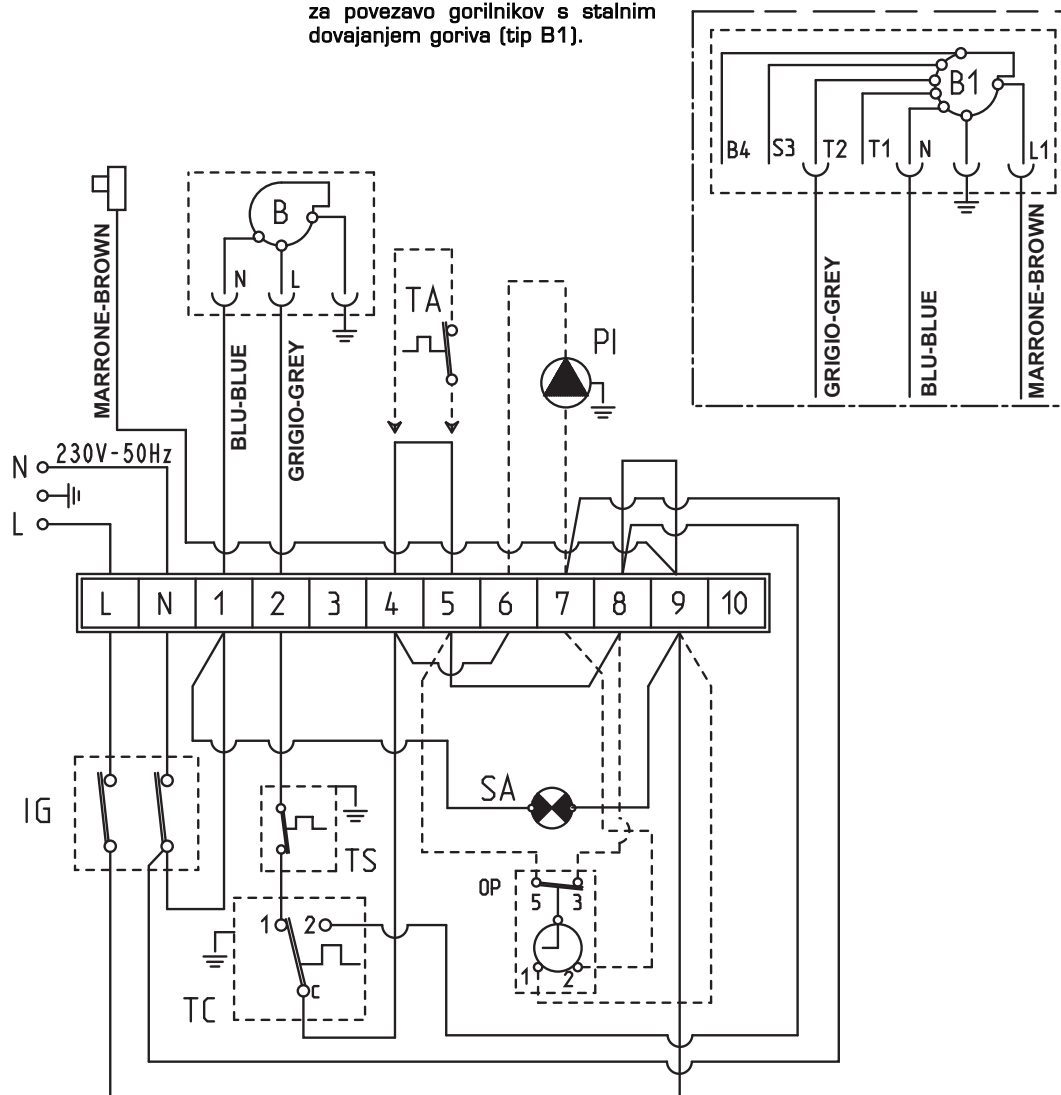 za povezavo gorilnikov s stalnim
dovajanjem goriva (tip B1).
B1
B4 S3 T2 T1 N L1
GRIGIO-GREY
BLU-BLUE
MARRONE-BROWN
MARRONE-BROWN
B
N L
BLU-BLUE
GRIGIO-GREY
TA
PI
N 230V-50Hz
L
L N 1 2 3 4 5 6 7 8 9 10
IG
SA
TS
OP
5 3
1 2
1 2
C
TC